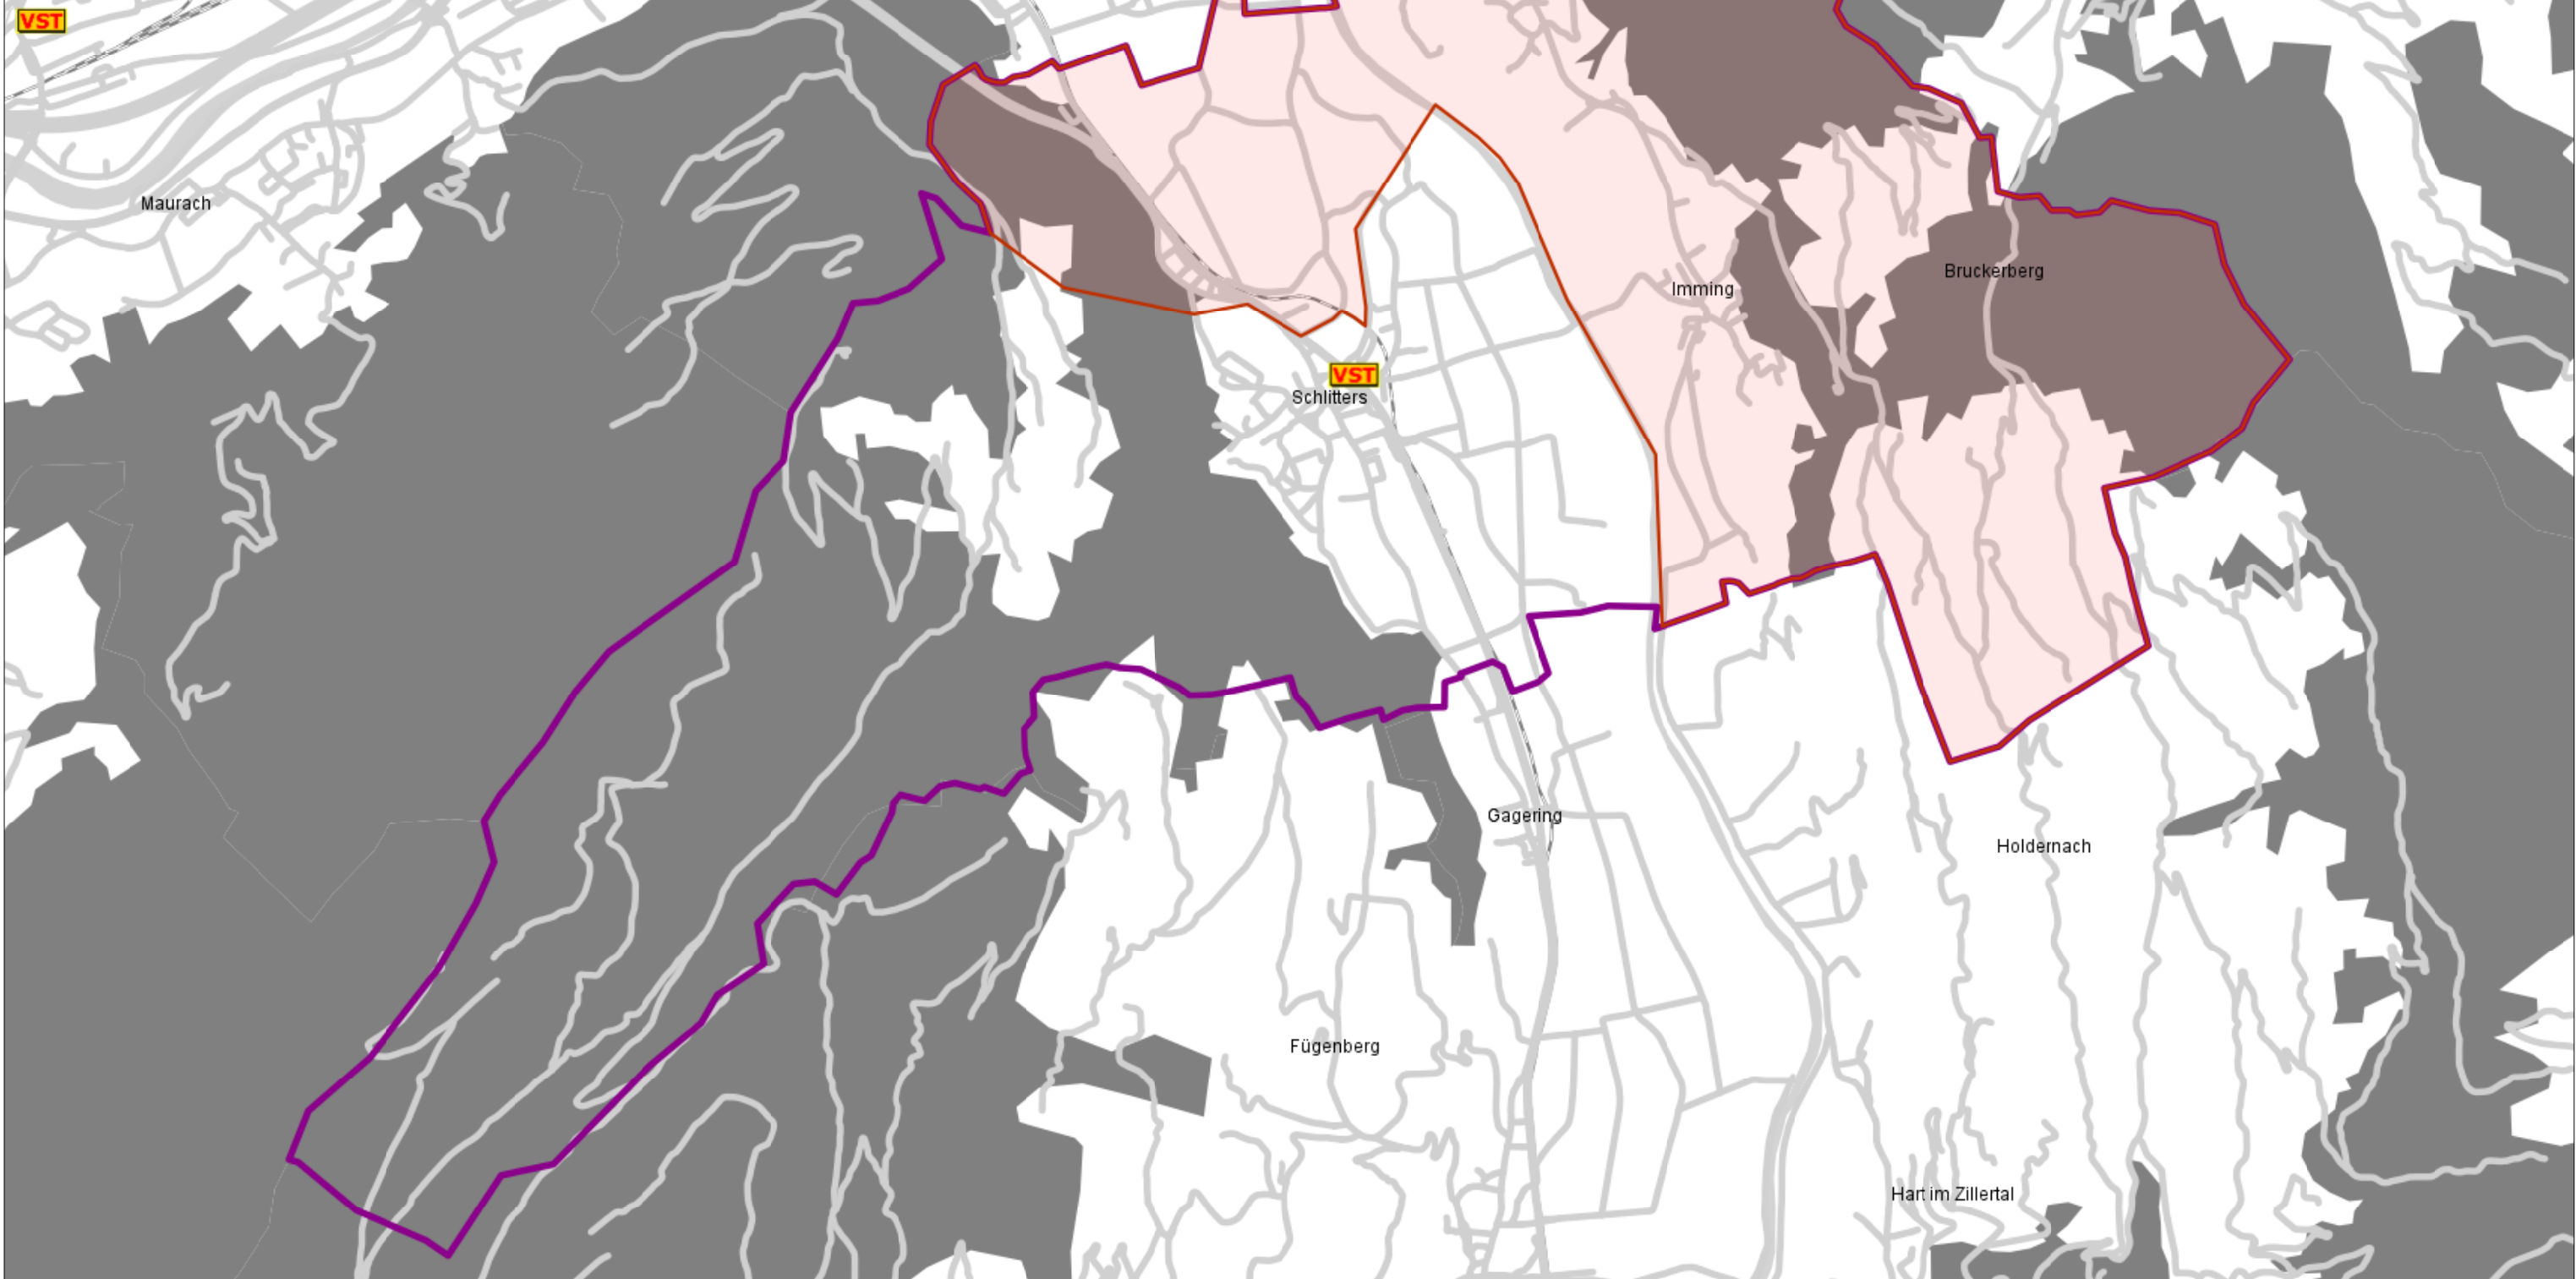 VST
Maurach
Bruckerberg
Imming
VST
Schlitters
Gagering
Holdernach
Fügenberg
Hart im Zillertal